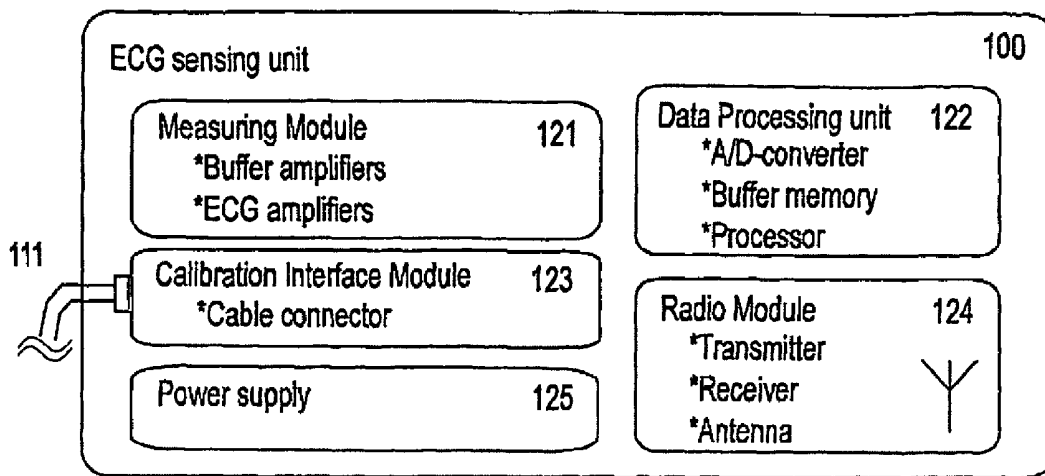 100
ECG sensing unit
Measuring Module 121
*Buffer amplifiers
*ECG amplifiers
Data Processing unit 122
*A/D-converter
*Buffer memory
*Processor
111
Calibration Interface Module 123
*Cable connector
Radio Module 124
*Transmitter
*Receiver
*Antenna
Power supply 125